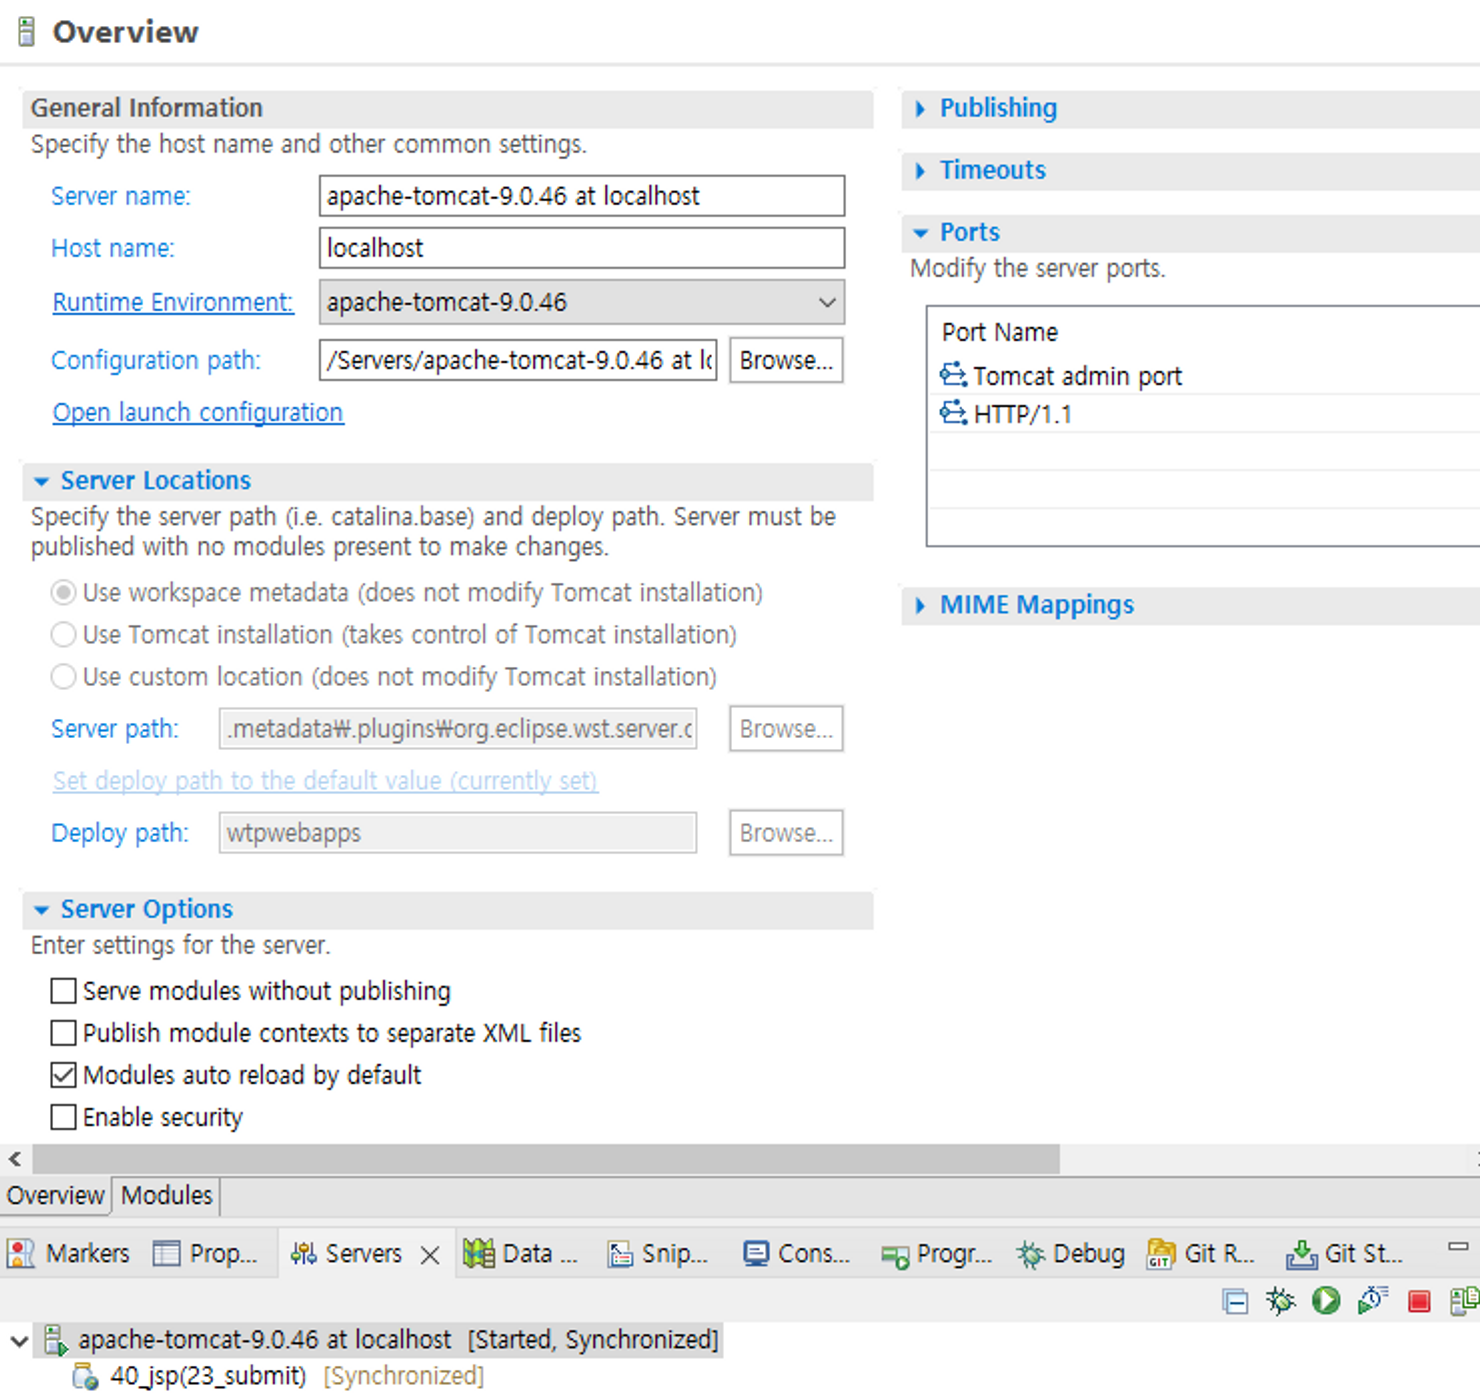 Overview
General Information
Specify the host name and other common settings.
Server name:
apache-tomcat-9.0.46 at localhost
Host name:
localhost
Runtime Environment:
apache-tomcat-9.0.46
Configuration path:
/Servers/apache-tomcat-9.0.46 at lo
Browse...
Open launch configuration
Server Locations
Specify the server path (i.e. catalina.base) and deploy path. Server must be
published with no modules present to make changes.
Use workspace metadata (does not modify Tomcat installation)
Use Tomcat installation (takes control of Tomcat installation)
Use custom location (does not modify Tomcat installation)
Server path:
.metadata₩.plugins₩org.eclipse.wst.server.c
Browse...
Set deploy path to the default value (currently set)
Deploy path:
wtpwebapps
Browse...
Server Options
Enter settings for the server.
Serve modules without publishing
Publish module contexts to separate XML files
Modules auto reload by default
Enable security
Publishing
Timeouts
Ports
Modify the server ports.
Port Name
Tomcat admin port
HTTP/1.1
MIME Mappings
Overview
Modules
Markers
Prop...
Servers
Data ...
Snip...
Cons...
Progr...
Debug
GIT
Git R...
Git St...
apache-tomcat-9.0.46 at localhost [Started, Synchronized]
40_jsp(23_submit) [Synchronized]